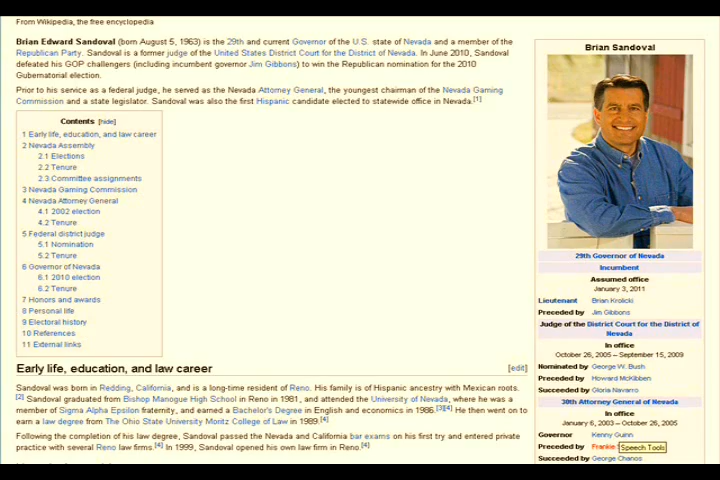 From Wikipedia, the free encyclopedia
Brian Edward Sandoval (born August 5, 1963) is the 29th and current Governor of the U.S. state of Nevada and a member of the
Republican Party. Sandoval is a former judge of the United States District Court for the District of Nevada. In June 2010, Sandoval
defeated his GOP challengers (including incumbent governor Jim Gibbons) to win the Republican nomination for the 2010
Gubernatorial election.
Prior to his service as a federal judge, he served as the Nevada Attorney General, the youngest chairman of the Nevada Gaming
Commission and a state legislator. Sandoval was also the first Hispanic candidate elected to statewide office in Nevada.[1]
Contents [hide]
1 Early life, education, and law career
2 Nevada Assembly
2.1 Elections
2.2 Tenure
2.3 Committee assignments
3 Nevada Gaming Commission
4 Nevada Attorney General
4.1 2002 election
4.2 Tenure
5 Federal district judge
5.1 Nomination
5.2 Tenure
6 Governor of Nevada
6.1 2010 election
6.2 Tenure
7 Honors and awards
8 Personal life
9 Electoral history
10 References
11 External links
Early life, education, and law career [edit]
Sandoval was born in Redding, California, and is a long-time resident of Reno. His family is of Hispanic ancestry with Mexican roots.
[2] Sandoval graduated from Bishop Manogue High School in Reno in 1981, and attended the University of Nevada, where he was a
member of Sigma Alpha Epsilon fraternity, and earned a Bachelor's Degree in English and economics in 1986.[3][4] He then went on to
earn a law degree from The Ohio State University Moritz College of Law in 1989.[4]
Following the completion of his law degree, Sandoval passed the Nevada and California bar exams on his first try and entered private
practice with several Reno law firms.[4] In 1999, Sandoval opened his own law firm in Reno.[4]
Brian Sandoval
29th Governor of Nevada
Incumbent
Assumed office
January 3, 2011
Lieutenant Brian Krolicki
Preceded by Jim Gibbons
Judge of the District Court for the District of
Nevada
In office
October 26, 2005 – September 15, 2009
Nominated by George W. Bush
Preceded by Howard McKibben
Succeeded by Gloria Navarro
30th Attorney General of Nevada
In office
January 6, 2003 – October 26, 2005
Governor Kenny Guinn
Preceded by Frankie Speech Tools
Succeeded by George Chanos